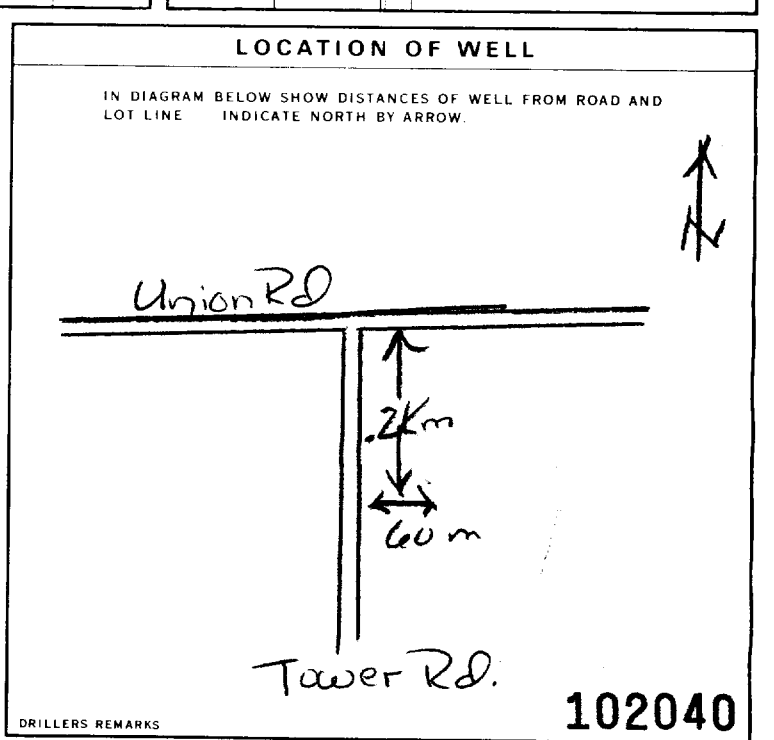 LOCATION OF WELL
IN DIAGRAM BELOW SHOW DISTANCES OF WELL FROM ROAD AND
LOT LINE INDICATE NORTH BY ARROW.
N
Union Rd
.2Km
60 m
Tower Rd.
DRILLERS REMARKS
102040